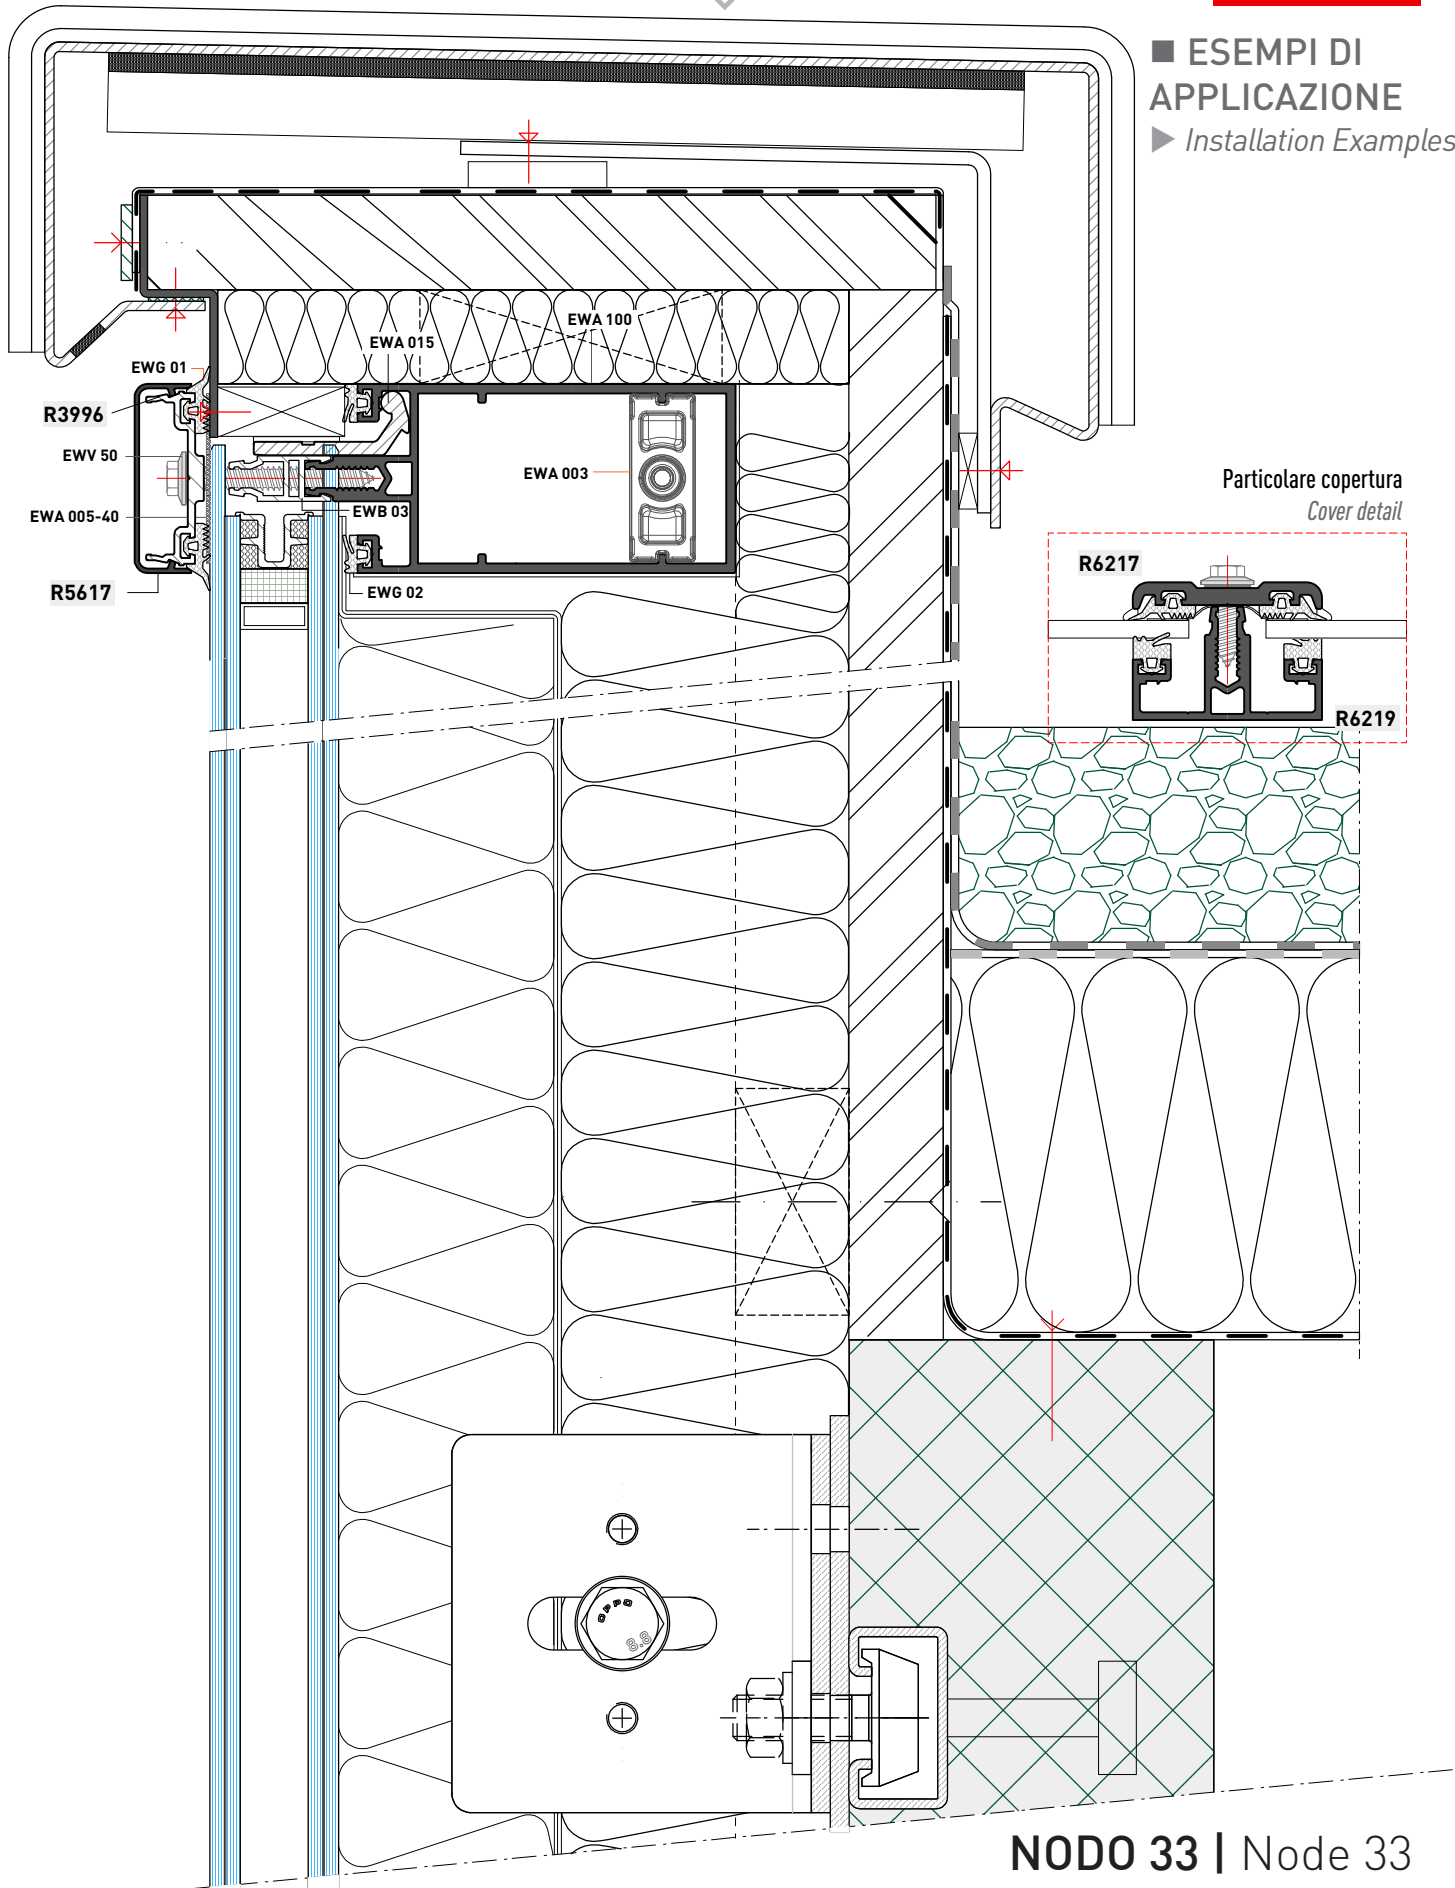 ■ ESEMPI DI
APPLICAZIONE
▶ Installation Examples
EWA 100
EWA 015
EWG 01
R3996
EWV 50
EWA 003
EWA 005-40
EWB 03
R5617
EWG 02
Particolare copertura
Cover detail
R6217
R6219
OPPO
8.8
NODO 33 | Node 33